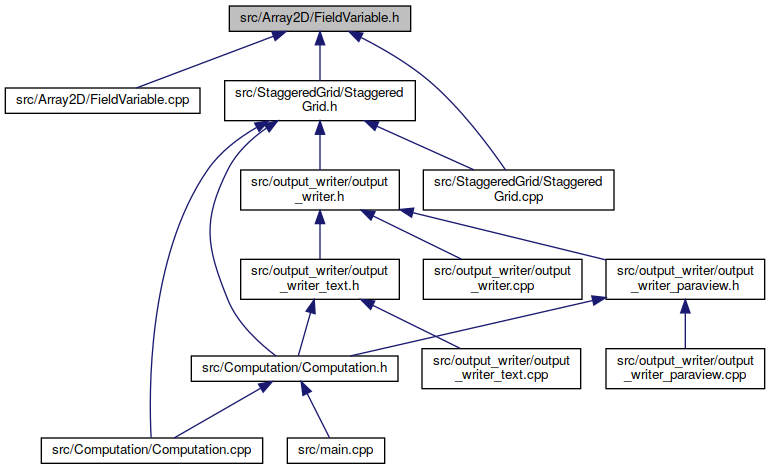 src/Array2D/FieldVariable.h
src/Array2D/FieldVariable.cpp
src/StaggeredGrid/Staggered
Grid.h
src/output_writer/output
_writer.h
src/StaggeredGrid/Staggered
Grid.cpp
src/output_writer/output
_writer_text.h
src/output_writer/output
_writer.cpp
src/output_writer/output
_writer_paraview.h
src/Computation/Computation.h
src/output_writer/output
_writer_text.cpp
src/output_writer/output
_writer_paraview.cpp
src/Computation/Computation.cpp
src/main.cpp